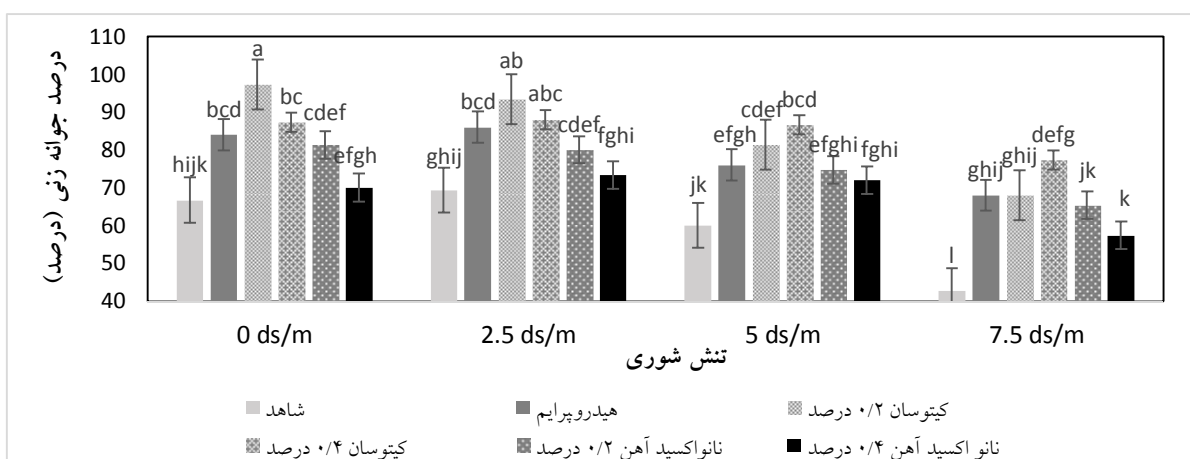 درصد جوانه زنی (درصد)
110
100
90
80
70
60
50
40
hijk bcd a bc cdef efgh
ghij bcd ab abc cdef fghi
jk efgh cdef bcd efghi fghi
l ghij ghij defg jk k
0 ds/m 2.5 ds/m 5 ds/m 7.5 ds/m
تنش شوری
شاهد هیدروپرایم کیتوسان ۰/۲ درصد
کیتوسان ۰/۴ درصد نانواکسید آهن ۰/۲ درصد نانو اکسید آهن ۰/۴ درصد